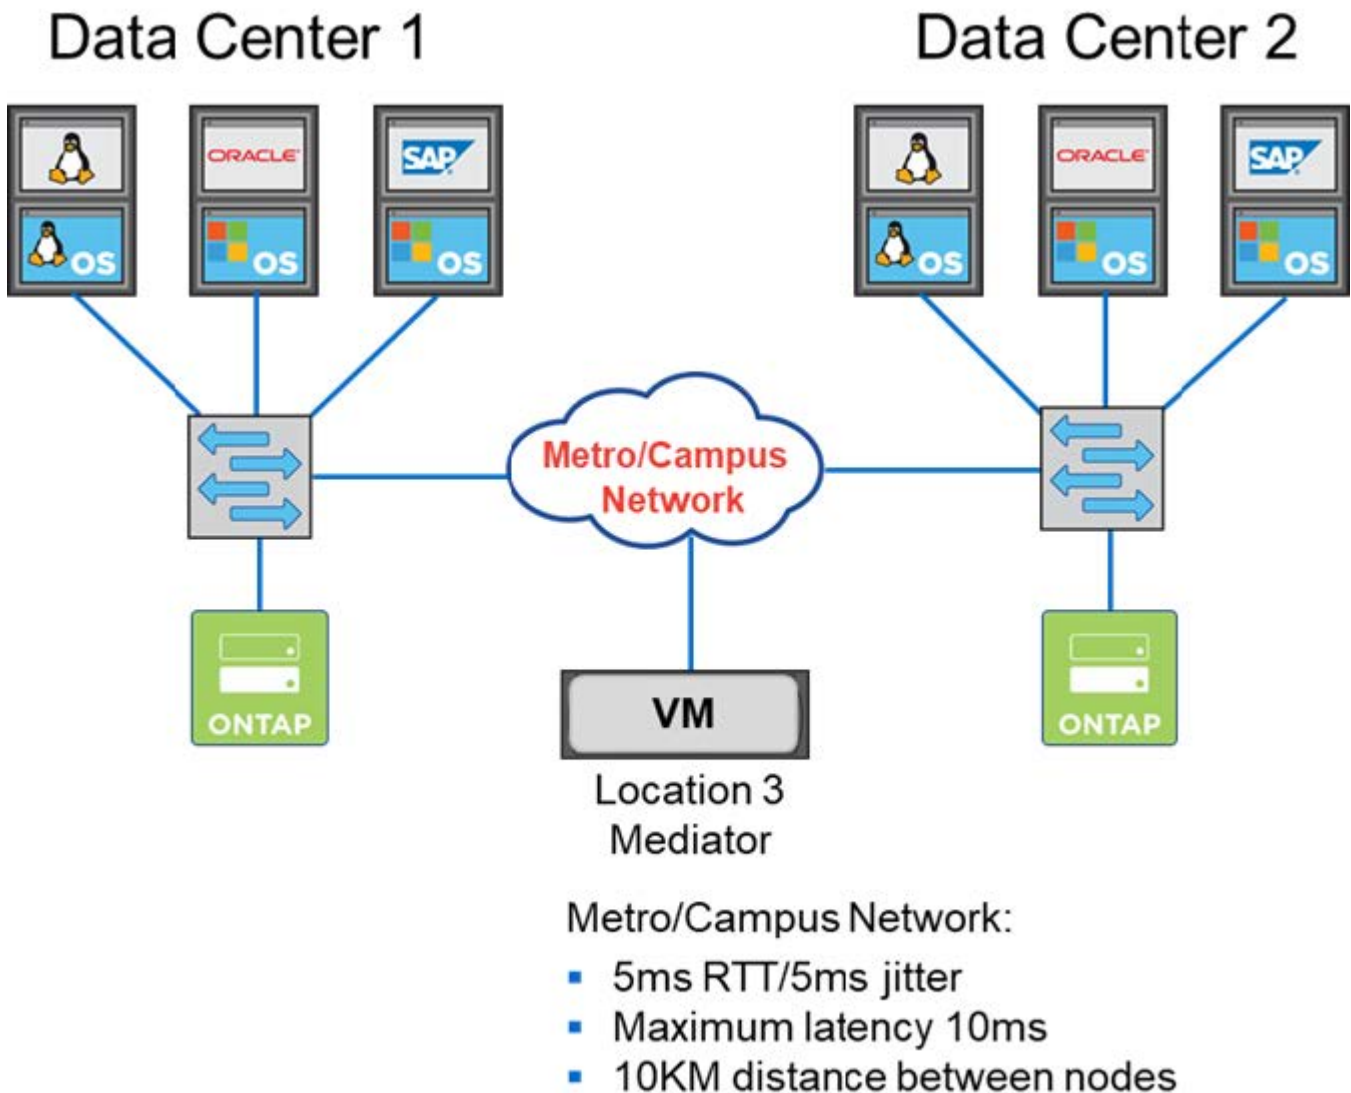 Data Center 1
Data Center 2
ORACLE
SAP
ORACLE
SAP
OS
OS
OS
OS
OS
OS
Metro/Campus
Network
ONTAP
VM
ONTAP
Location 3
Mediator
Metro/Campus Network:
▪ 5ms RTT/5ms jitter
▪ Maximum latency 10ms
▪ 10KM distance between nodes